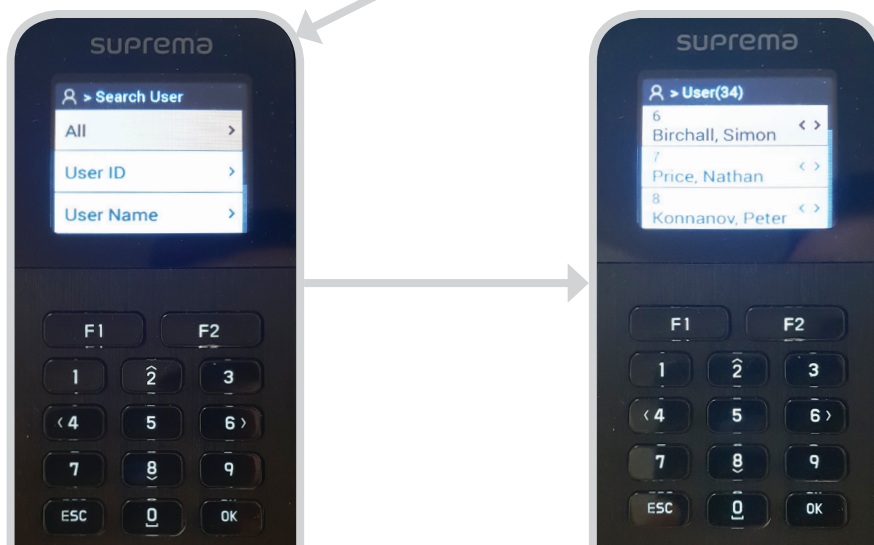 suprema
> Search User
All >
User ID >
User Name >
F1 F2
1 2 3
<4 5 6>
7 8 9
ESC 0 OK
suprema
> User(34)
6
Birchall, Simon < >
7
Price, Nathan < >
8
Konnanov, Peter < >
F1 F2
1 2 3
<4 5 6>
7 8 9
ESC 0 OK